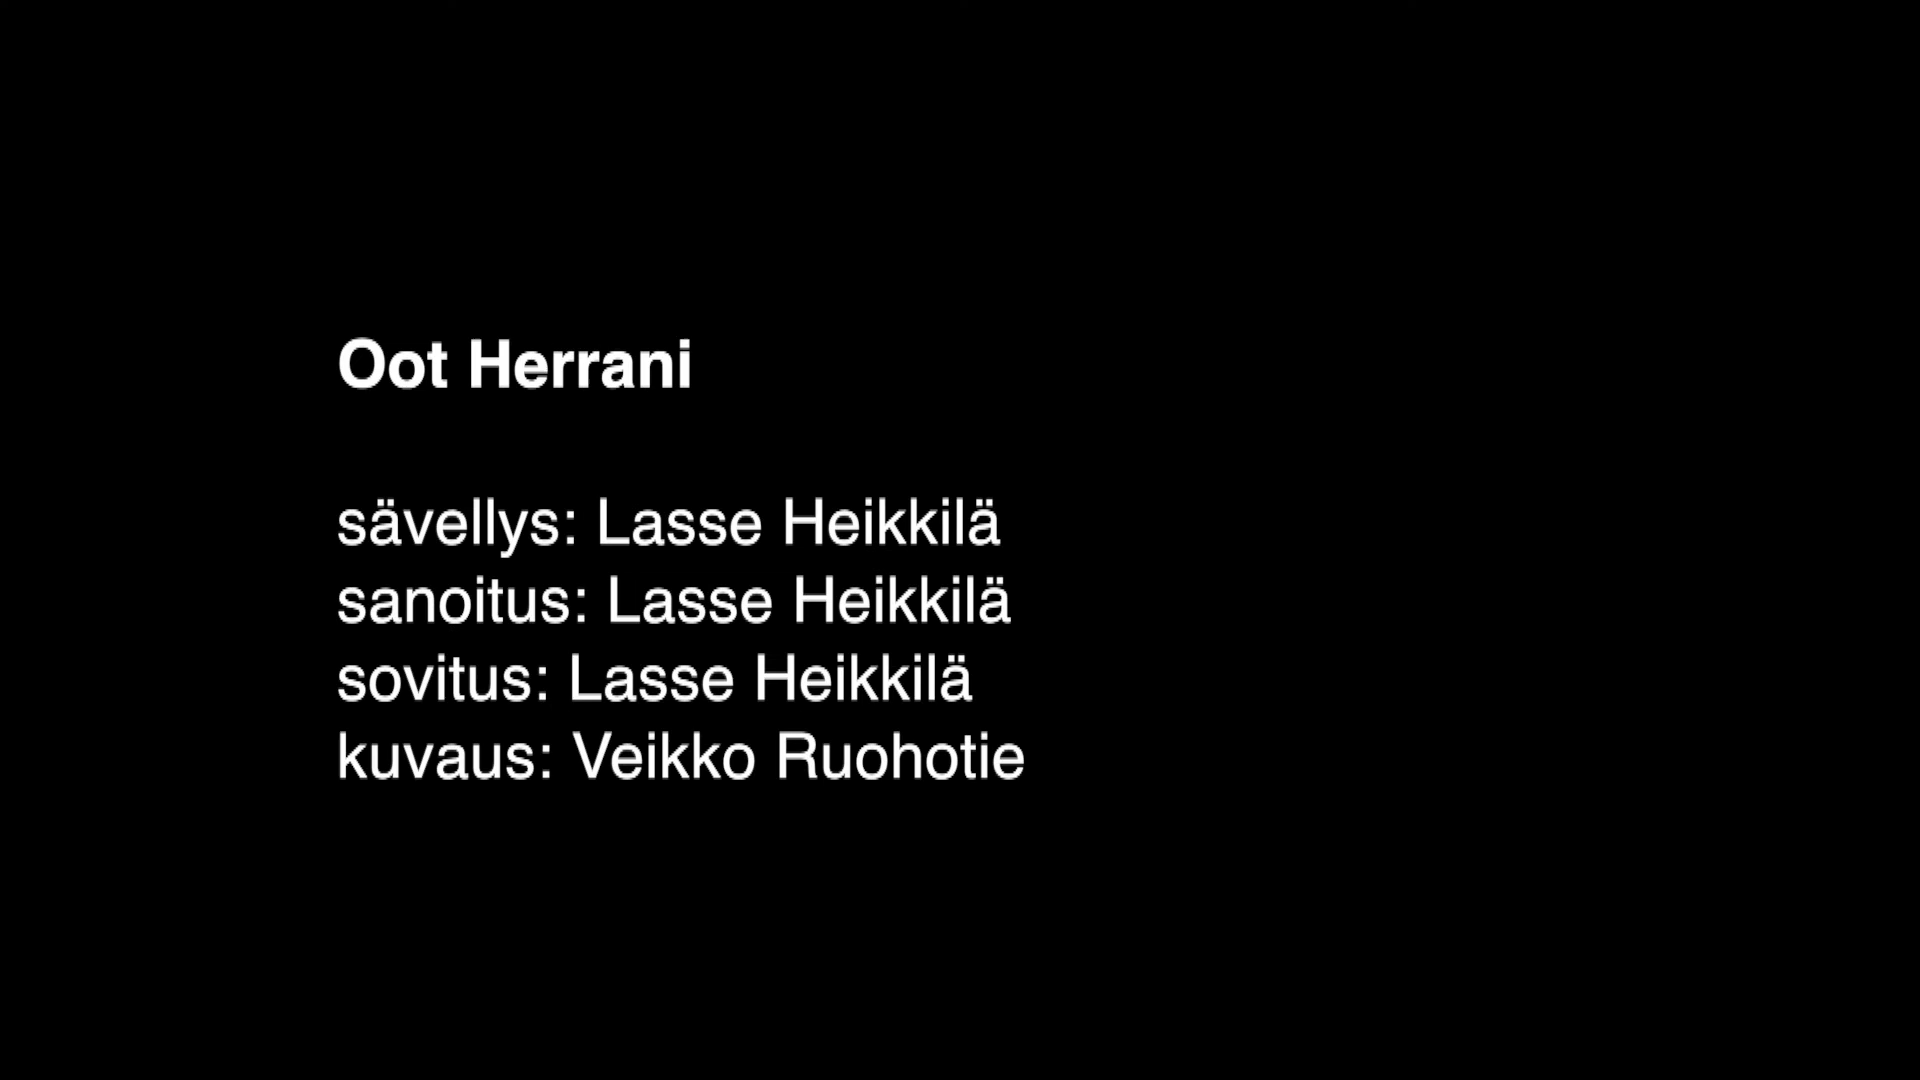 Oot Herrani
sävellys: Lasse Heikkilä
sanoitus: Lasse Heikkilä
sovitus: Lasse Heikkilä
kuvaus: Veikko Ruohotie